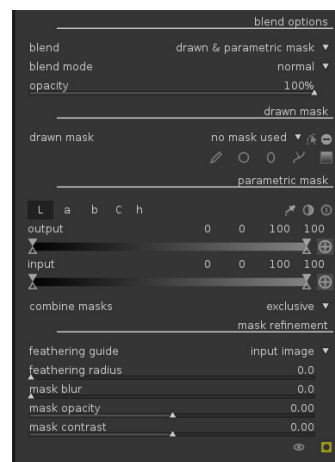 blend options
blend drawn & parametric mask
blend mode normal
opacity 100%
drawn mask
drawn mask no mask used
parametric mask
L a b C h
output 0 0 100 100
input 0 0 100 100
combine masks exclusive
mask refinement
feathering guide input image
feathering radius 0.0
mask blur 0.0
mask opacity 0.00
mask contrast 0.00